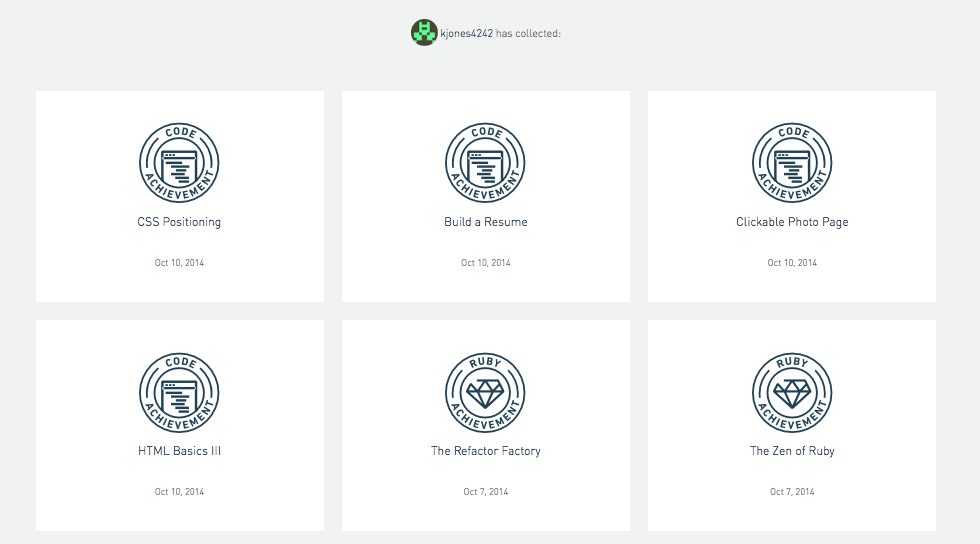 kjones4242 has collected:
CODE ACHIEVEMENT
CSS Positioning
Oct 10, 2014
CODE ACHIEVEMENT
Build a Resume
Oct 10, 2014
CODE ACHIEVEMENT
Clickable Photo Page
Oct 10, 2014
CODE ACHIEVEMENT
HTML Basics III
Oct 10, 2014
RUBY ACHIEVEMENT
The Refactor Factory
Oct 7, 2014
RUBY ACHIEVEMENT
The Zen of Ruby
Oct 7, 2014